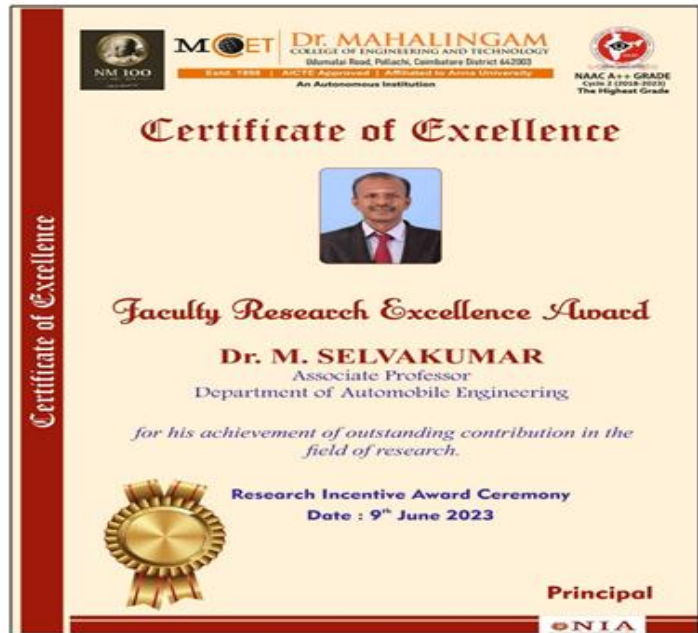 NM 100
MCET
Dr. MAHALINGAM
COLLEGE OF ENGINEERING AND TECHNOLOGY
Udumalai Road, Pollachi, Coimbatore District 642003
Estd. 1998 | AICTE Approved | Affiliated to Anna University
An Autonomous Institution
NAAC A++ GRADE
Cycle 2 (2018-2023)
The Highest Grade
Certificate of Excellence
Certificate of Excellence
Faculty Research Excellence Award
Dr. M. SELVAKUMAR
Associate Professor
Department of Automobile Engineering
for his achievement of outstanding contribution in the
field of research.
Research Incentive Award Ceremony
Date : 9th June 2023
Principal
NIA